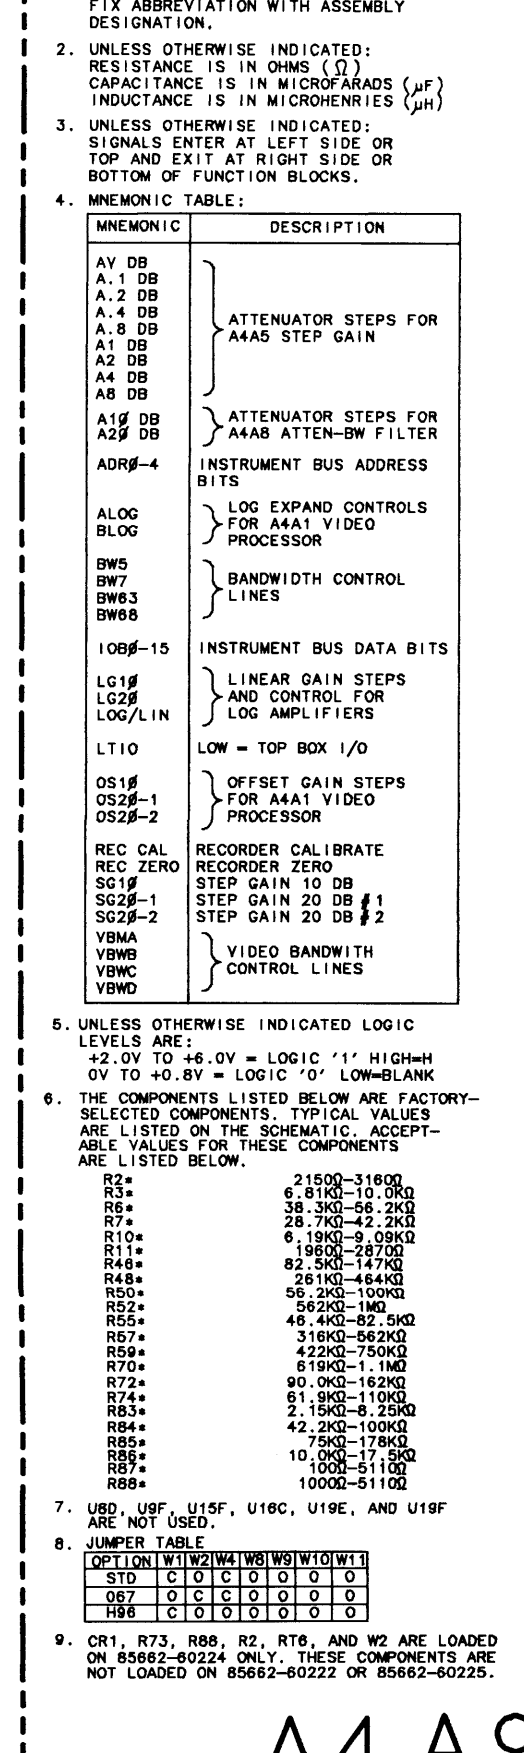 FIX ABBREVIATION WITH ASSEMBLY
DESIGNATION.
2. UNLESS OTHERWISE INDICATED:
RESISTANCE IS IN OHMS (Ω)
CAPACITANCE IS IN MICROFARADS (μF)
INDUCTANCE IS IN MICROHENRIES (μH)
3. UNLESS OTHERWISE INDICATED:
SIGNALS ENTER AT LEFT SIDE OR
TOP AND EXIT AT RIGHT SIDE OR
BOTTOM OF FUNCTION BLOCKS.
4. MNEMONIC TABLE:
MNEMONIC DESCRIPTION
AV DB
A.1 DB
A.2 DB
A.4 DB
A.8 DB
A1 DB
A2 DB
A4 DB
A8 DB
ATTENUATOR STEPS FOR
A4A5 STEP GAIN
A1Ø DB
A2Ø DB
ATTENUATOR STEPS FOR
A4A8 ATTEN-BW FILTER
ADRØ-4 INSTRUMENT BUS ADDRESS
BITS
ALOG
BLOG
LOG EXPAND CONTROLS
FOR A4A1 VIDEO
PROCESSOR
BW5
BW7
BW63
BW68
BANDWIDTH CONTROL
LINES
IOBØ-15 INSTRUMENT BUS DATA BITS
LG1Ø
LG2Ø
LOG/LIN
LINEAR GAIN STEPS
AND CONTROL FOR
LOG AMPLIFIERS
LTIO LOW = TOP BOX I/O
OS1Ø
OS2Ø-1
OS2Ø-2
OFFSET GAIN STEPS
FOR A4A1 VIDEO
PROCESSOR
REC CAL RECORDER CALIBRATE
REC ZERO RECORDER ZERO
SG1Ø STEP GAIN 10 DB
SG2Ø-1 STEP GAIN 20 DB #1
SG2Ø-2 STEP GAIN 20 DB #2
VBMA
VBWB
VBWC
VBWD
VIDEO BANDWITH
CONTROL LINES
5. UNLESS OTHERWISE INDICATED LOGIC
LEVELS ARE:
+2.0V TO +6.0V = LOGIC '1' HIGH=H
0V TO +0.8V = LOGIC '0' LOW=BLANK
6. THE COMPONENTS LISTED BELOW ARE FACTORY-
SELECTED COMPONENTS. TYPICAL VALUES
ARE LISTED ON THE SCHEMATIC. ACCEPT-
ABLE VALUES FOR THESE COMPONENTS
ARE LISTED BELOW.
R2* 2150Ω-3160Ω
R3* 6.81KΩ-10.0KΩ
R6* 38.3KΩ-56.2KΩ
R7* 28.7KΩ-42.2KΩ
R10* 6.19KΩ-9.09KΩ
R11* 1960Ω-2870Ω
R46* 82.5KΩ-147KΩ
R48* 261KΩ-464KΩ
R50* 56.2KΩ-100KΩ
R52* 562KΩ-1MΩ
R55* 46.4KΩ-82.5KΩ
R57* 316KΩ-562KΩ
R59* 422KΩ-750KΩ
R70* 619KΩ-1.1MΩ
R72* 90.0KΩ-162KΩ
R74* 61.9KΩ-110KΩ
R83* 2.15KΩ-8.25KΩ
R84* 42.2KΩ-100KΩ
R85* 75KΩ-178KΩ
R86* 10.0KΩ-17.5KΩ
R87* 100Ω-5110Ω
R88* 1000Ω-5110Ω
7. U6D, U9F, U15F, U16C, U19E, AND U19F
ARE NOT USED.
8. JUMPER TABLE
OPTION W1 W2 W4 W8 W9 W10 W11
STD C O C O O O O
067 O C C O O O O
H96 C O O O O O O
9. CR1, R73, R88, R2, RT6, AND W2 ARE LOADED
ON 85662-60224 ONLY. THESE COMPONENTS ARE
NOT LOADED ON 85662-60222 OR 85662-60225.